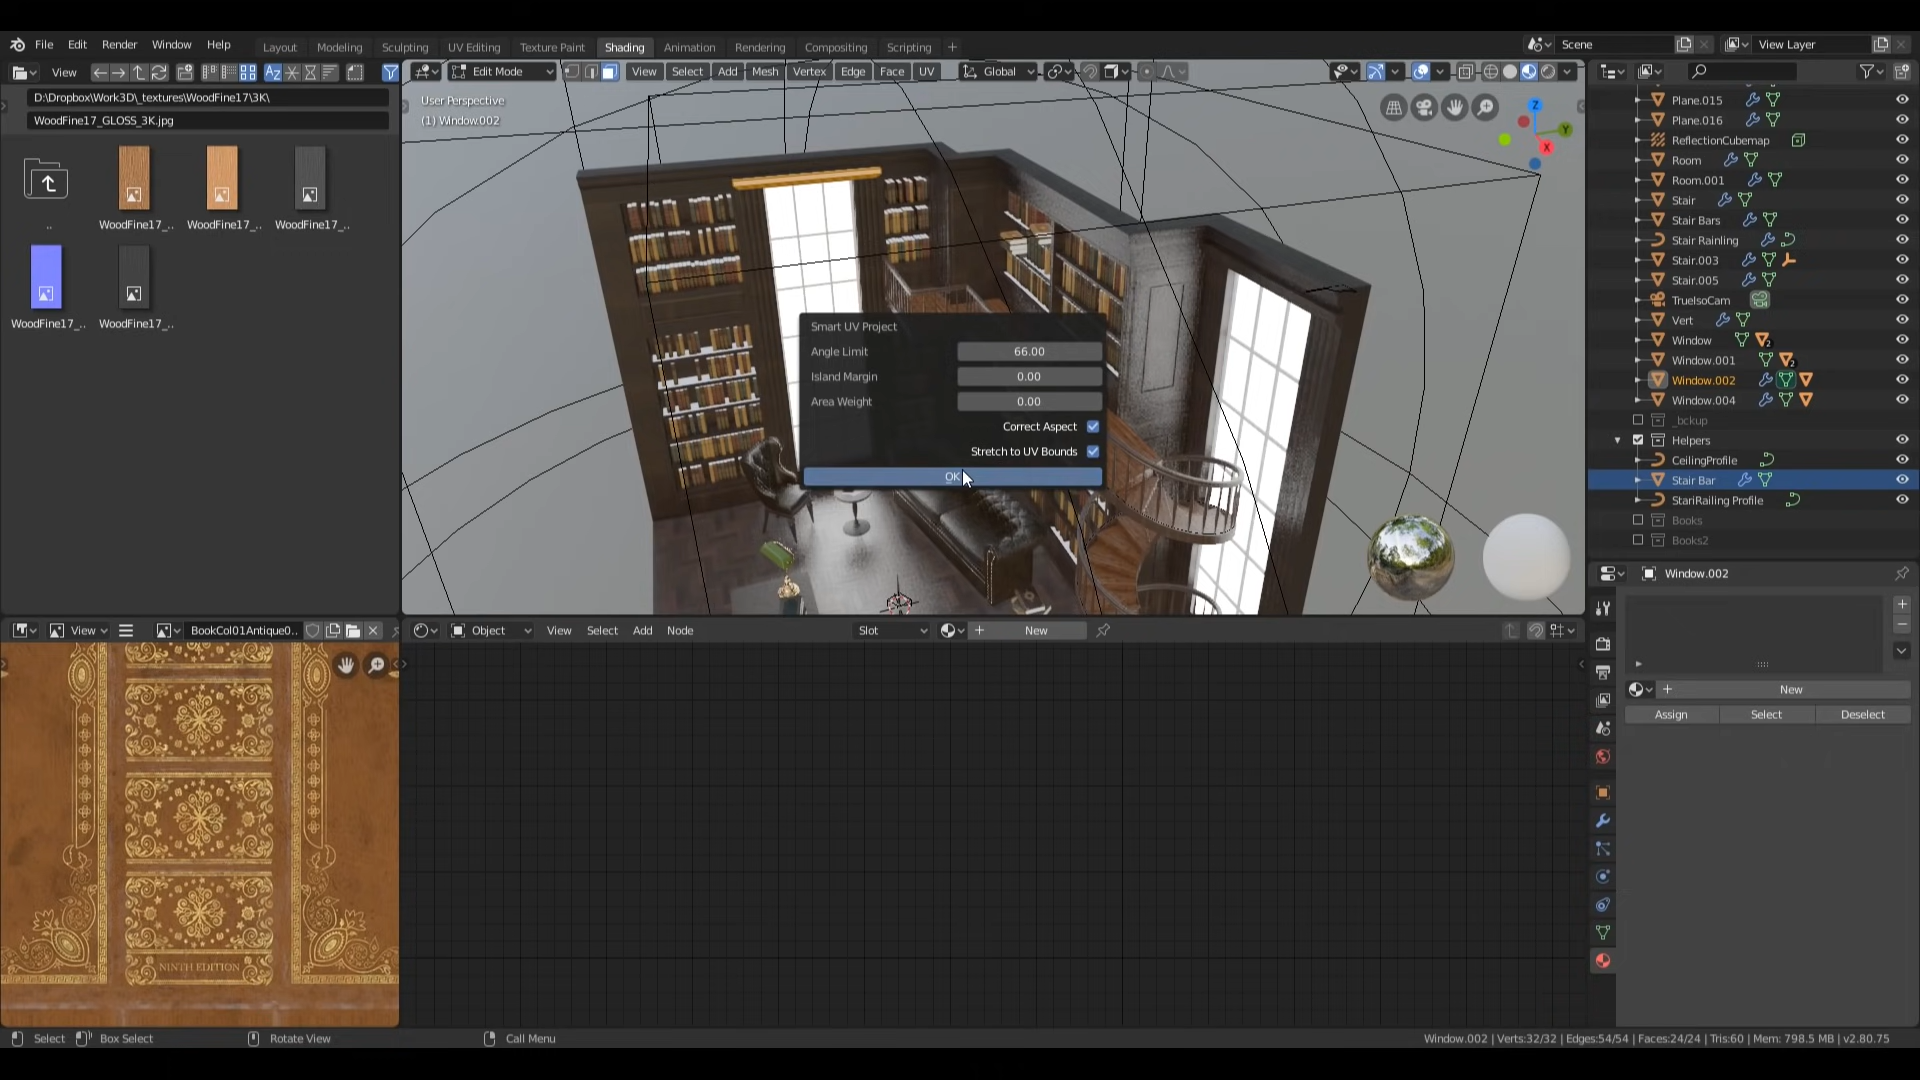 File Edit Render Window Help
Layout Modeling Sculpting UV Editing Texture Paint Shading Animation Rendering Compositing Scripting +
Scene
View Layer
View
Edit Mode
View Select Add Mesh Vertex Edge Face UV
Global
D:\Dropbox\Work3D\_textures\WoodFine17\3K\
WoodFine17_GLOSS_3K.jpg
..
WoodFine17_..
WoodFine17_..
WoodFine17_..
WoodFine17_..
WoodFine17_..
User Perspective
(1) Window.002
Z
Y
X
Smart UV Project
Angle Limit 66.00
Island Margin 0.00
Area Weight 0.00
Correct Aspect
Stretch to UV Bounds
OK
Plane.015
Plane.016
ReflectionCubemap
Room
Room.001
Stair
Stair Bars
Stair Rainling
Stair.003
Stair.005
TrueIsoCam
Vert
Window
Window.001
Window.002
Window.004
_bckup
Helpers
CeilingProfile
Stair Bar
StariRailing Profile
Books
Books2
Window.002
+ New
Assign Select Deselect
View
BookCol01Antique0..
Object
View Select Add Node
Slot
+ New
NINTH EDITION
Select
Box Select
Rotate View
Call Menu
Window.002 | Verts:32/32 | Edges:54/54 | Faces:24/24 | Tris:60 | Mem: 798.5 MB | v2.80.75